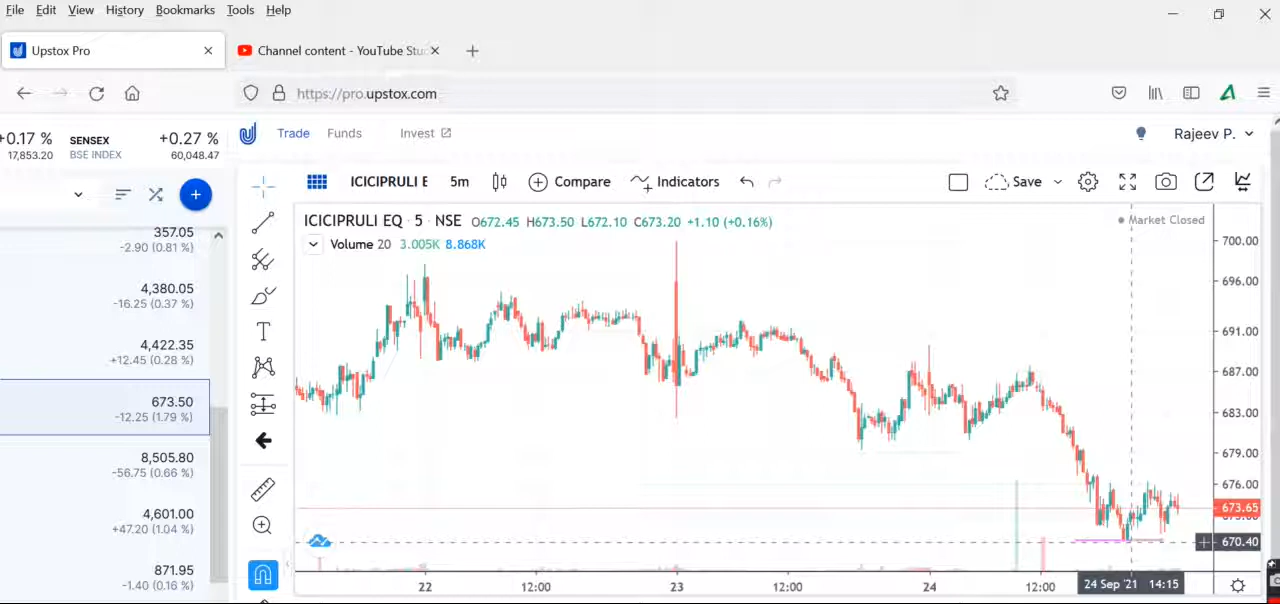 File Edit View History Bookmarks Tools Help
Upstox Pro
Channel content - YouTube Stu
https://pro.upstox.com
+0.17 % SENSEX +0.27 %
17,853.20 BSE INDEX 60,048.47
Trade Funds Invest Rajeev P.
ICICIPRULI E 5m Compare Indicators Save
357.05
-2.90 (0.81 %)
4,380.05
-16.25 (0.37 %)
4,422.35
+12.45 (0.28 %)
673.50
-12.25 (1.79 %)
8,505.80
-56.75 (0.66 %)
4,601.00
+47.20 (1.04 %)
871.95
-1.40 (0.16 %)
ICICIPRULI EQ · 5 · NSE O672.45 H673.50 L672.10 C673.20 +1.10 (+0.16%)
Market Closed
Volume 20 3.005K 8.868K
700.00
696.00
691.00
687.00
683.00
679.00
676.00
673.65
670.40
22 12:00 23 12:00 24 12:00 24 Sep '21 14:15